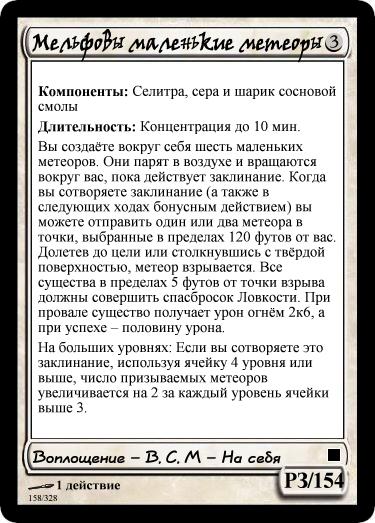 Мельфовы маленькие метеоры 3
Компоненты: Селитра, сера и шарик сосновой
смолы
Длительность: Концентрация до 10 мин.
Вы создаёте вокруг себя шесть маленьких
метеоров. Они парят в воздухе и вращаются
вокруг вас, пока действует заклинание. Когда
вы сотворяете заклинание (а также в
следующих ходах бонусным действием) вы
можете отправить один или два метеора в
точки, выбранные в пределах 120 футов от вас.
Долетев до цели или столкнувшись с твёрдой
поверхностью, метеор взрывается. Все
существа в пределах 5 футов от точки взрыва
должны совершить спасбросок Ловкости. При
провале существо получает урон огнём 2к6, а
при успехе – половину урона.
На больших уровнях: Если вы сотворяете это
заклинание, используя ячейку 4 уровня или
выше, число призываемых метеоров
увеличивается на 2 за каждый уровень ячейки
выше 3.
Воплощение – В, С, М – На себя
P3/154
1 действие
158/328